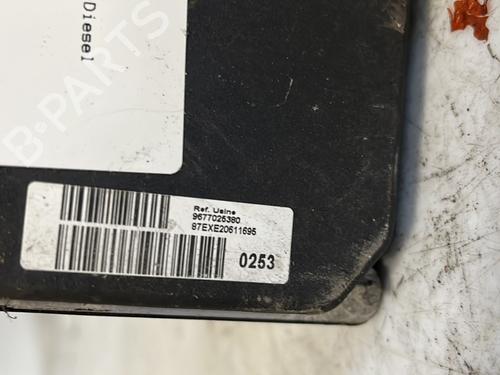 Diesel
B-PARTS
Ref. Usine
9677025380
87EXE20611695
0253